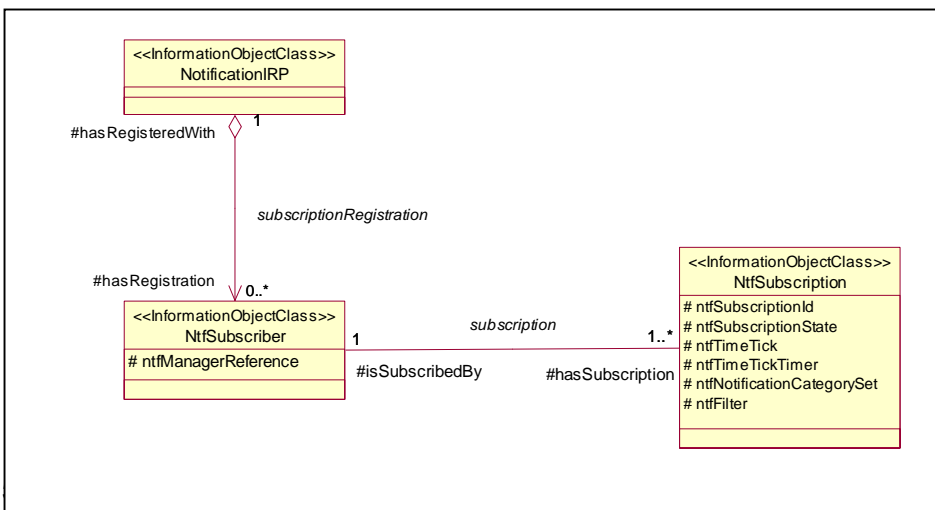 <<InformationObjectClass>>
NotificationIRP
1
#hasRegisteredWith
subscriptionRegistration
#hasRegistration
0..*
<<InformationObjectClass>>
NtfSubscriber
# ntfManagerReference
1
subscription
1..*
#isSubscribedBy
#hasSubscription
<<InformationObjectClass>>
NtfSubscription
# ntfSubscriptionId
# ntfSubscriptionState
# ntfTimeTick
# ntfTimeTickTimer
# ntfNotificationCategorySet
# ntfFilter